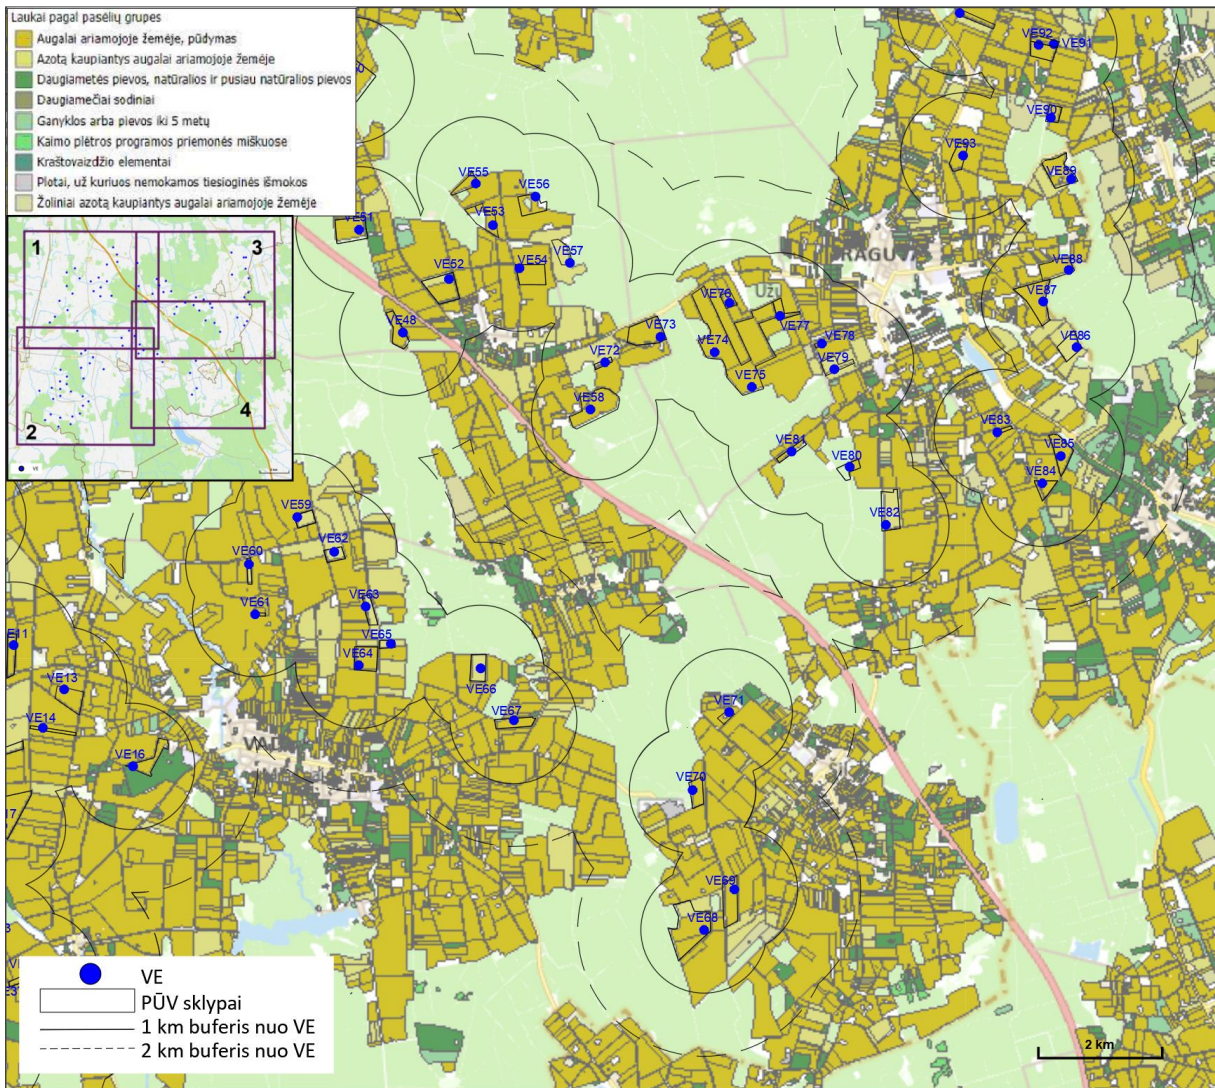 Laukai pagal pasėlių grupes
Augalai ariamojoje žemėje, pūdymas
Azotą kaupiantys augalai ariamojoje žemėje
Daugiametės pievos, natūralios ir pusiau natūralios pievos
Daugiamečiai sodiniai
Ganyklos arba pievos iki 5 metų
Kaimo plėtros programos priemonės miškuose
Kraštovaizdžio elementai
Plotai, už kuriuos nemokamos tiesioginės išmokos
Žoliniai azotą kaupiantys augalai ariamojoje žemėje
1
3
2
4
VE
VE92
VE91
VE90
VE93
VE89
VE55
VE56
VE51
VE53
VE57
VE54
VE52
VE88
VE87
RAGUVA
Užu
VE76
VE77
VE48
VE73
VE78
VE86
VE74
VE72
VE79
VE75
VE58
VE83
VE81
VE85
VE80
VE84
VE59
VE82
VE62
VE60
VE61
VE63
VE65
VE64
VE66
VE13
VE67
VE71
VE14
VE16
VE70
VE69
VE68
VE
PŪV sklypai
1 km buferis nuo VE
2 km buferis nuo VE
2 km